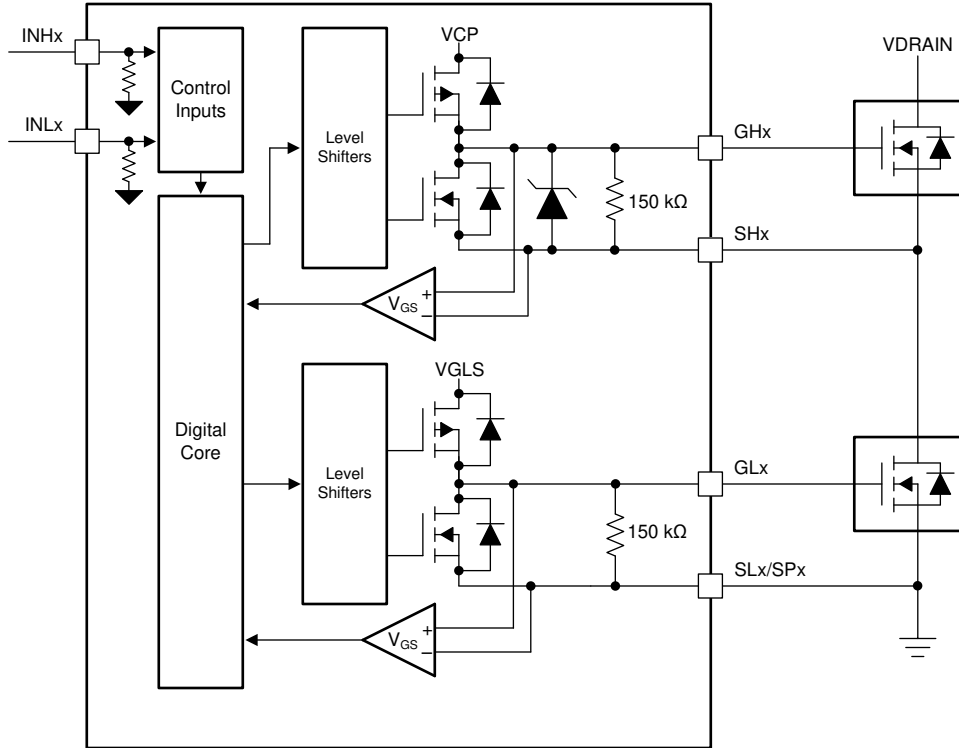 INHx
INLx
Control
Inputs
Level
Shifters
VCP
GHx
150 kΩ
SHx
VDRAIN
VGS
+
−
Digital
Core
Level
Shifters
VGLS
GLx
150 kΩ
SLx/SPx
VGS
+
−